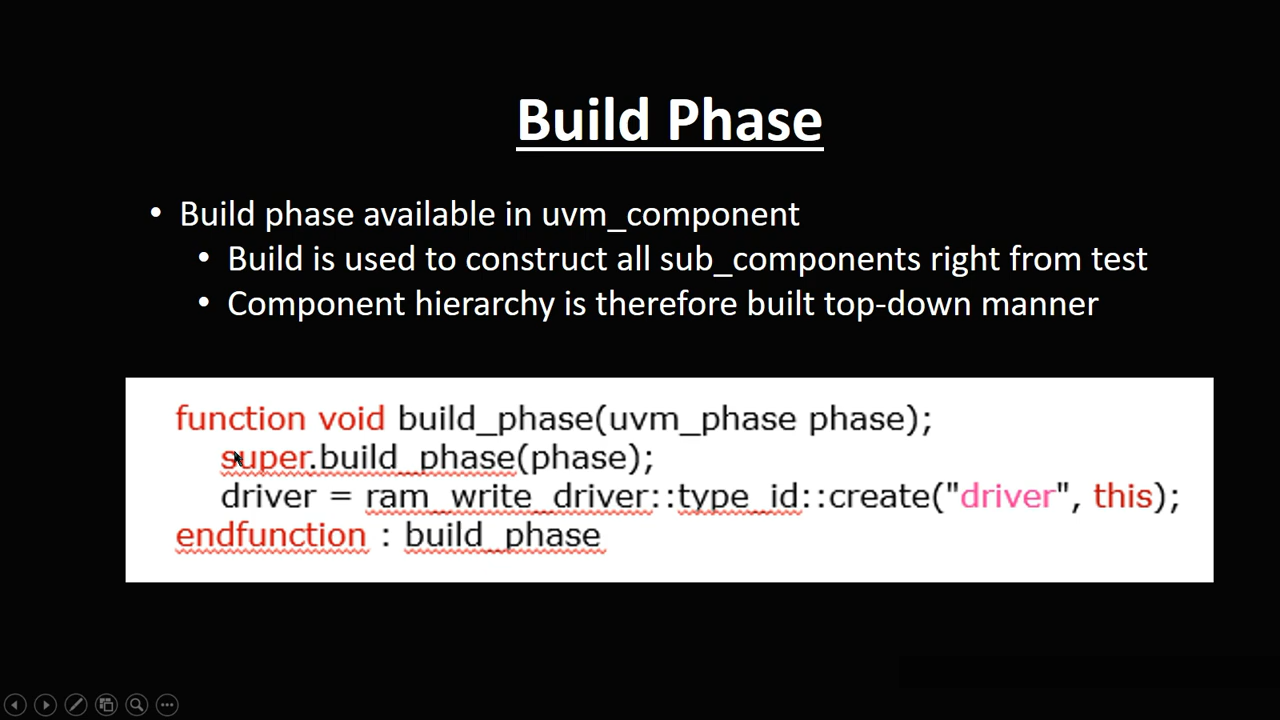 Build Phase
• Build phase available in uvm_component
• Build is used to construct all sub_components right from test
• Component hierarchy is therefore built top-down manner
function void build_phase(uvm_phase phase);
super.build_phase(phase);
driver = ram_write_driver::type_id::create("driver", this);
endfunction : build_phase